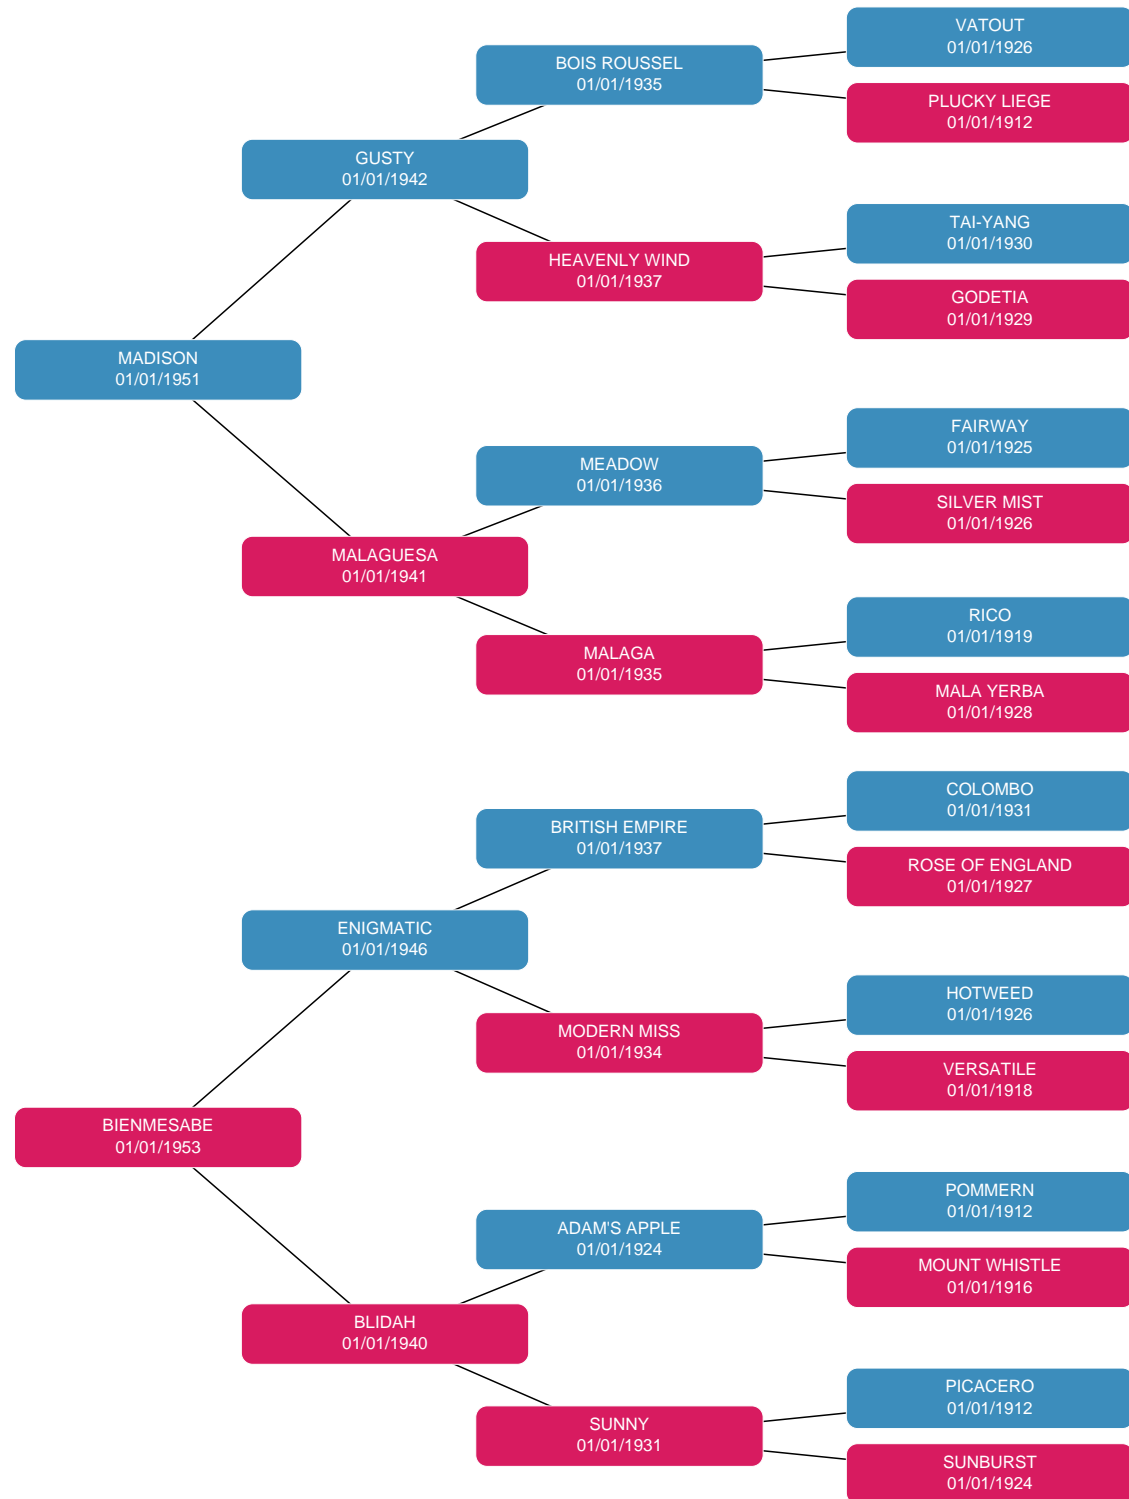 VATOUT
01/01/1926
BOIS ROUSSEL
01/01/1935
PLUCKY LIEGE
01/01/1912
GUSTY
01/01/1942
TAI-YANG
01/01/1930
HEAVENLY WIND
01/01/1937
GODETIA
01/01/1929
MADISON
01/01/1951
FAIRWAY
01/01/1925
MEADOW
01/01/1936
SILVER MIST
01/01/1926
MALAGUESA
01/01/1941
RICO
01/01/1919
MALAGA
01/01/1935
MALA YERBA
01/01/1928
COLOMBO
01/01/1931
BRITISH EMPIRE
01/01/1937
ROSE OF ENGLAND
01/01/1927
ENIGMATIC
01/01/1946
HOTWEED
01/01/1926
MODERN MISS
01/01/1934
VERSATILE
01/01/1918
BIENMESABE
01/01/1953
POMMERN
01/01/1912
ADAM'S APPLE
01/01/1924
MOUNT WHISTLE
01/01/1916
BLIDAH
01/01/1940
PICACERO
01/01/1912
SUNNY
01/01/1931
SUNBURST
01/01/1924